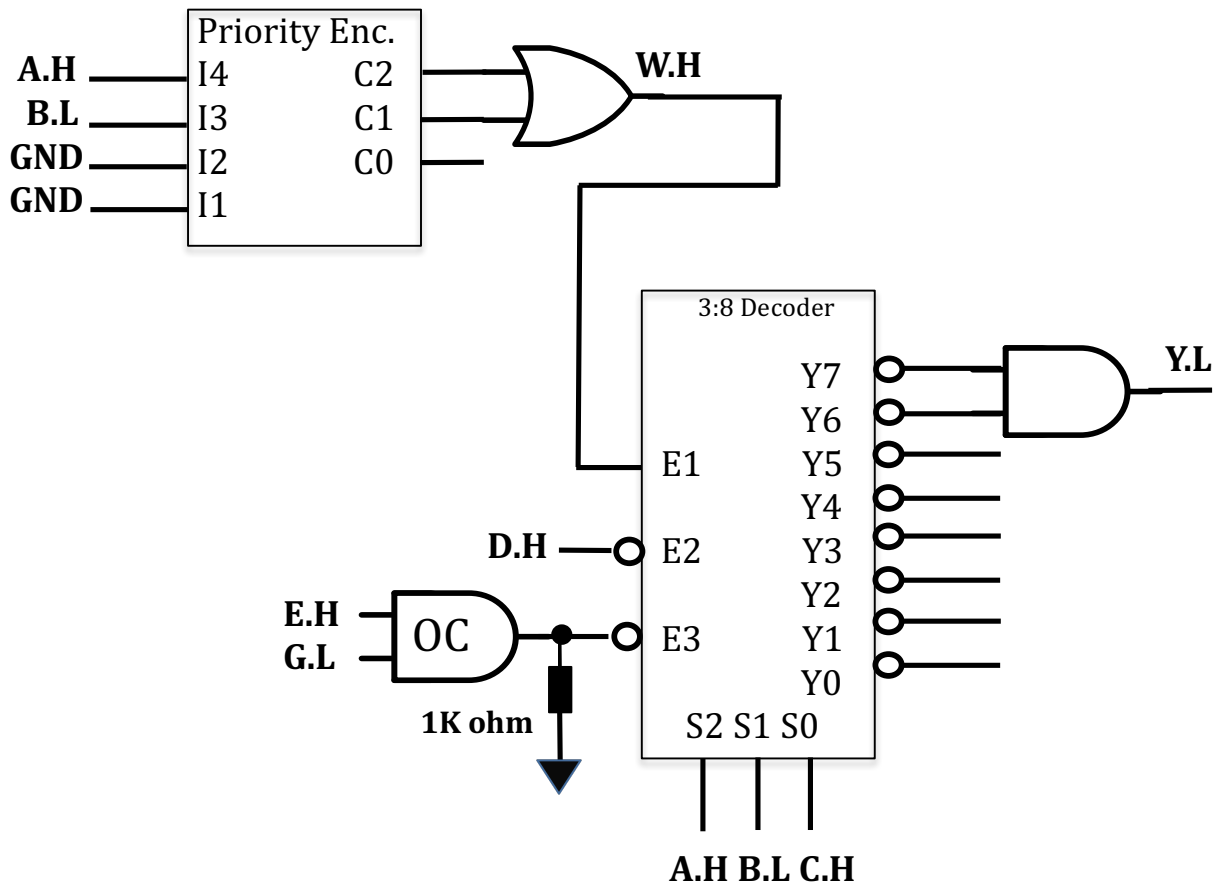 Priority Enc.
A.H I4 C2
W.H
B.L I3 C1
GND I2 C0
GND I1
3:8 Decoder
Y7
Y.L
Y6
E1 Y5
Y4
D.H E2 Y3
Y2
E.H
OC E3 Y1
G.L
Y0
1K ohm
S2 S1 S0
A.H B.L C.H